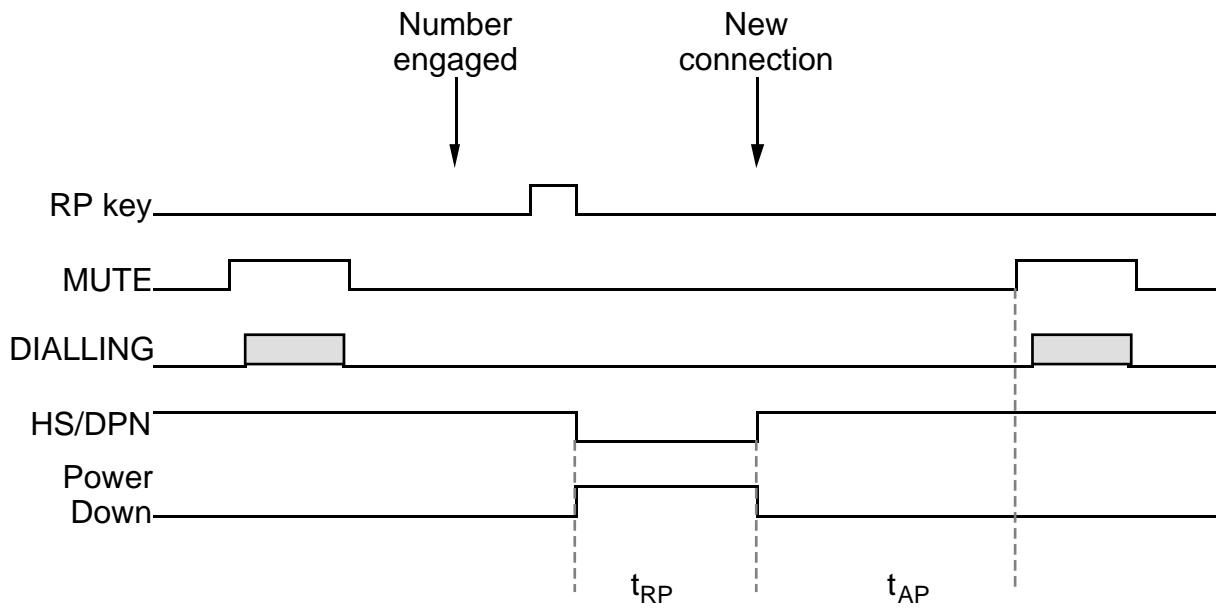 Number
engaged
New
connection
RP key
MUTE
DIALLING
HS/DPN
Power
Down
tRP
tAP